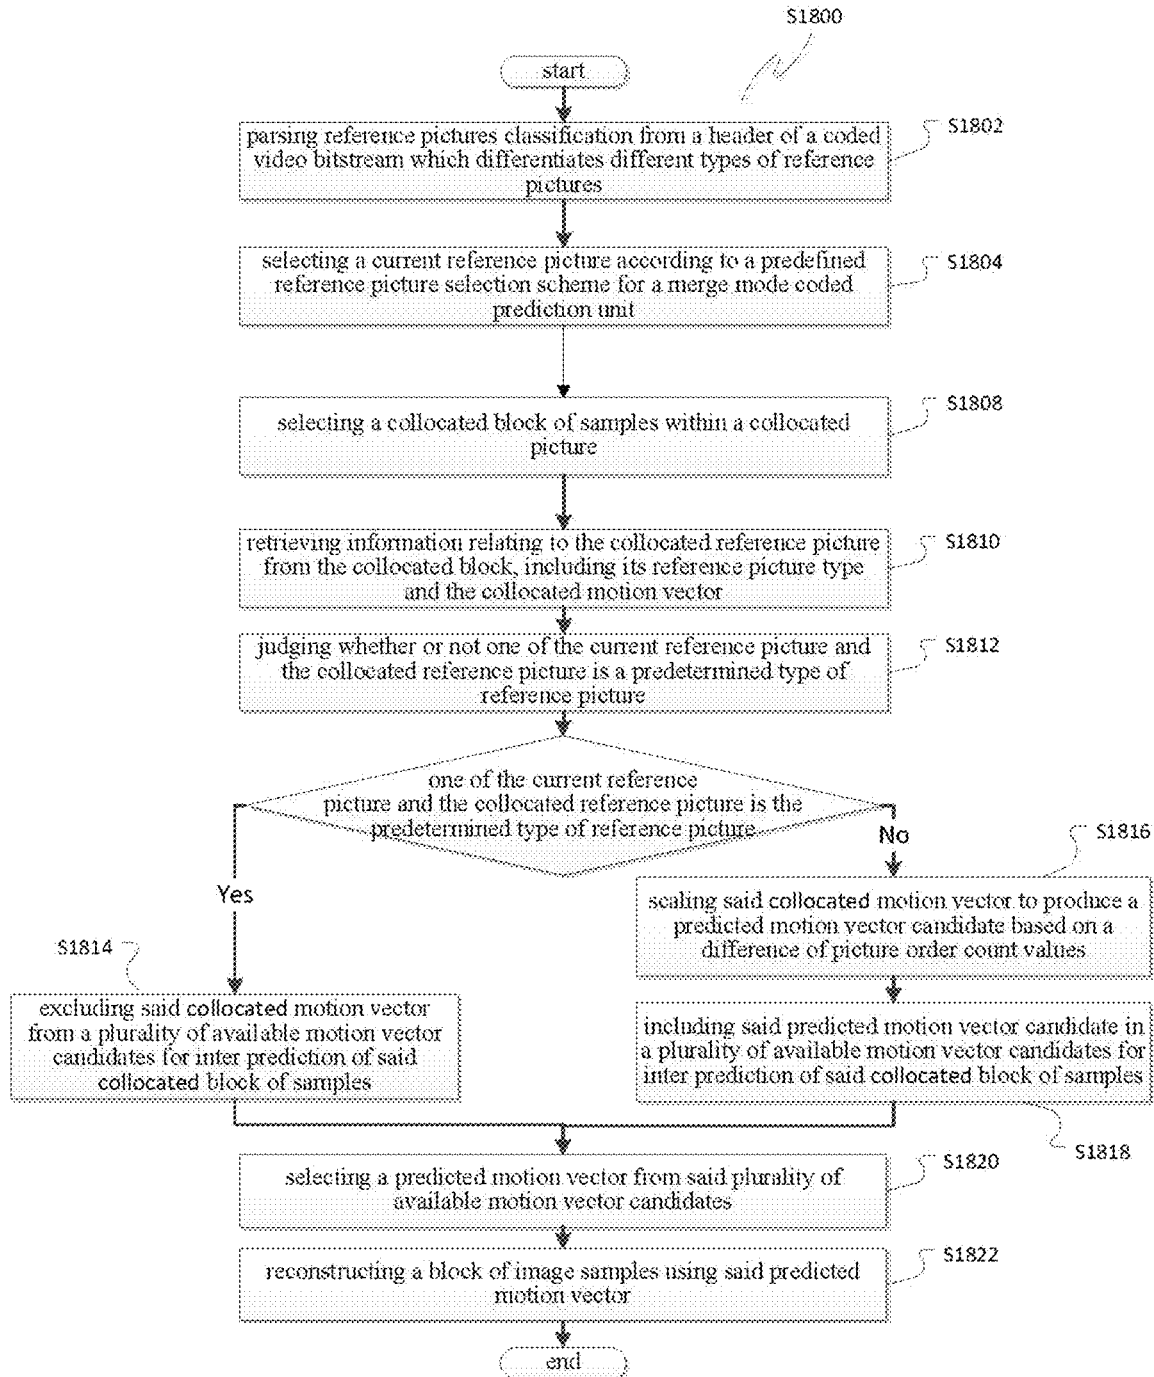 S1800
start
parsing reference pictures classification from a header of a coded
video bitstream which differentiates different types of reference
pictures
S1802
selecting a current reference picture according to a predefined
reference picture selection scheme for a merge mode coded
prediction unit
S1804
selecting a collocated block of samples within a collocated
picture
S1808
retrieving information relating to the collocated reference picture
from the collocated block, including its reference picture type
and the collocated motion vector
S1810
judging whether or not one of the current reference picture and
the collocated reference picture is a predetermined type of
reference picture
S1812
one of the current reference
picture and the collocated reference picture is the
predetermined type of reference picture
Yes
No
S1816
scaling said collocated motion vector to produce a
predicted motion vector candidate based on a
difference of picture order count values
S1814
excluding said collocated motion vector
from a plurality of available motion vector
candidates for inter prediction of said
collocated block of samples
including said predicted motion vector candidate in
a plurality of available motion vector candidates for
inter prediction of said collocated block of samples
S1818
selecting a predicted motion vector from said plurality of
available motion vector candidates
S1820
reconstructing a block of image samples using said predicted
motion vector
S1822
end